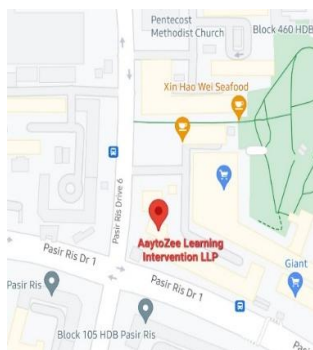 Pentecost
Methodist Church
Block 460 HDB
Xin Hao Wei Seafood
Pasir Ris Drive 6
AaytoZee Learning
Intervention LLP
Pasir Ris Dr 1
Giant
Pasir Ris
Pasir Ris Dr 1
Block 105 HDB Pasir Ris